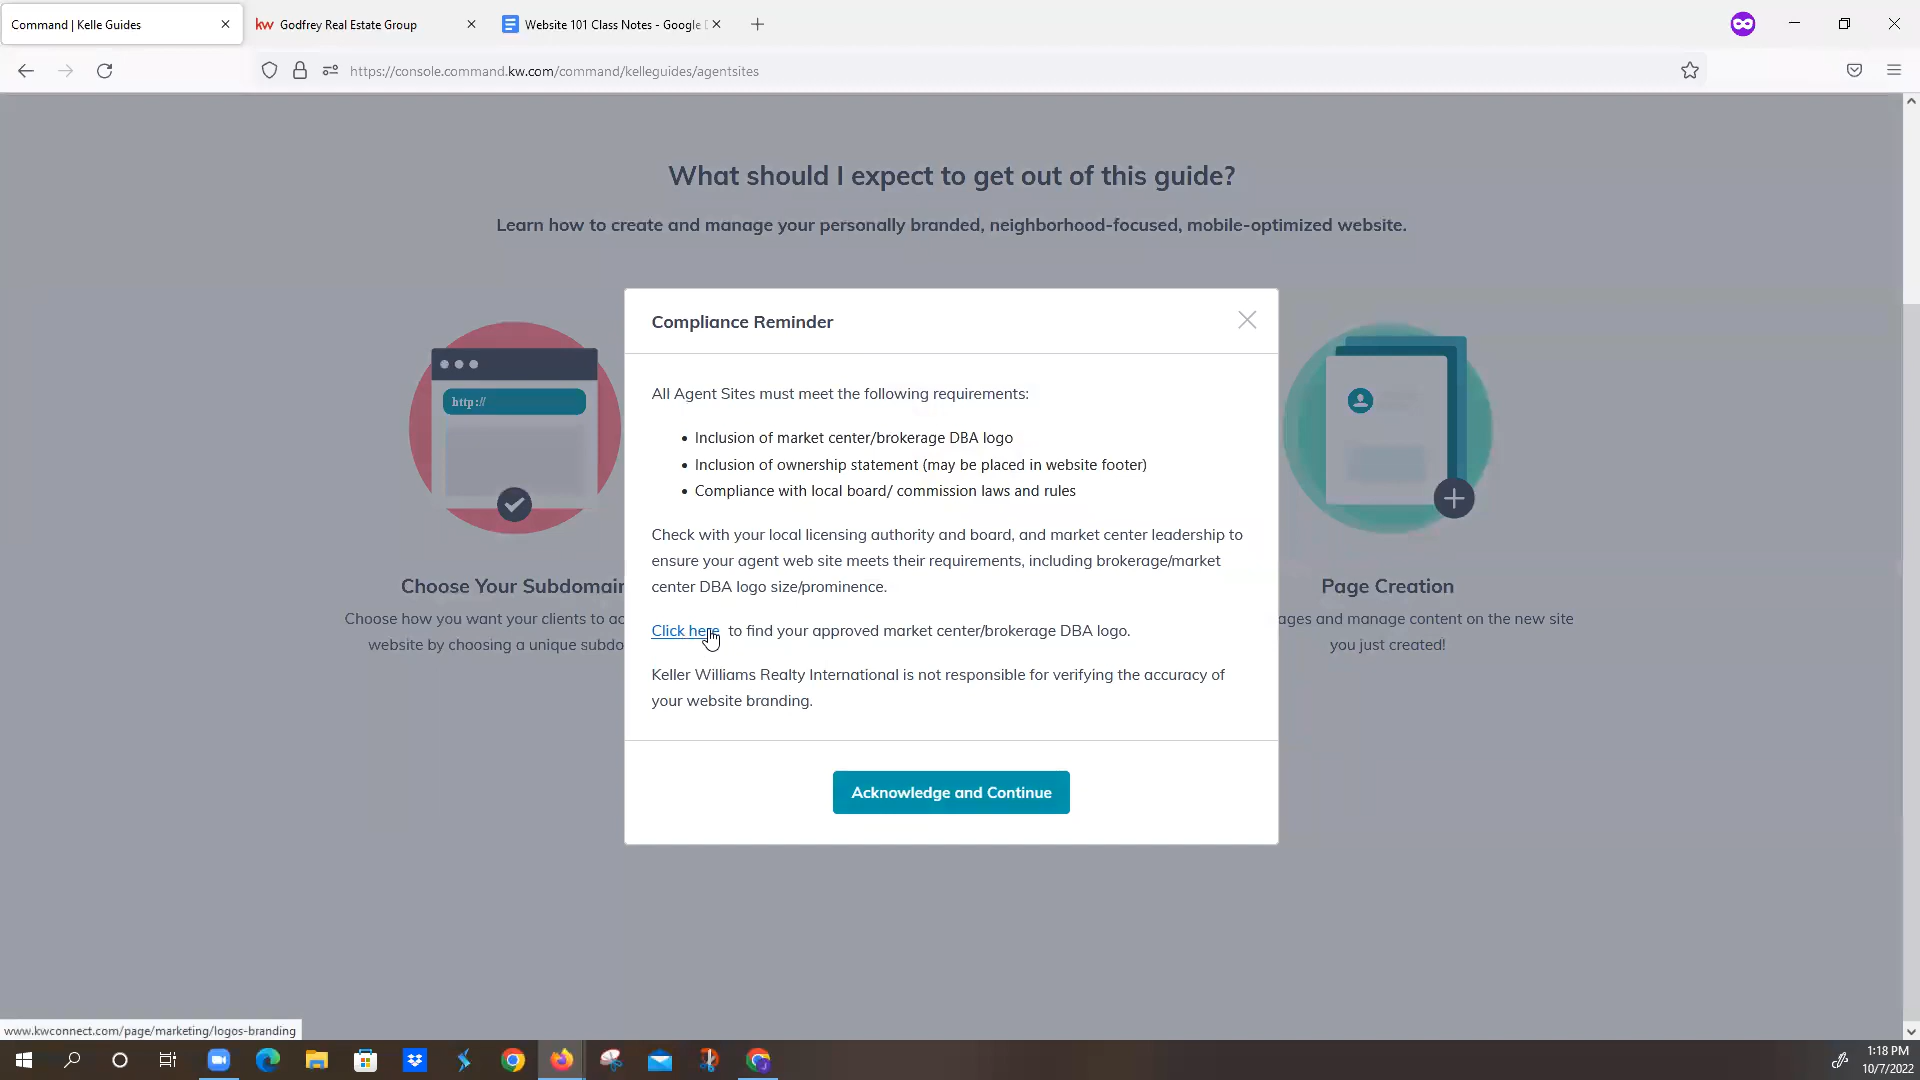 Command | Kelle Guides
kw Godfrey Real Estate Group
Website 101 Class Notes - Google
https://console.command.kw.com/command/kelleguides/agentsites
What should I expect to get out of this guide?
Learn how to create and manage your personally branded, neighborhood-focused, mobile-optimized website.
Compliance Reminder
All Agent Sites must meet the following requirements:
• Inclusion of market center/brokerage DBA logo
• Inclusion of ownership statement (may be placed in website footer)
• Compliance with local board/ commission laws and rules
Check with your local licensing authority and board, and market center leadership to
ensure your agent web site meets their requirements, including brokerage/market
center DBA logo size/prominence.
Click here to find your approved market center/brokerage DBA logo.
Keller Williams Realty International is not responsible for verifying the accuracy of
your website branding.
Acknowledge and Continue
http://
Choose Your Subdomain
Choose how you want your clients to ac
website by choosing a unique subdo
Page Creation
ages and manage content on the new site
you just created!
www.kwconnect.com/page/marketing/logos-branding
1:18 PM
10/7/2022